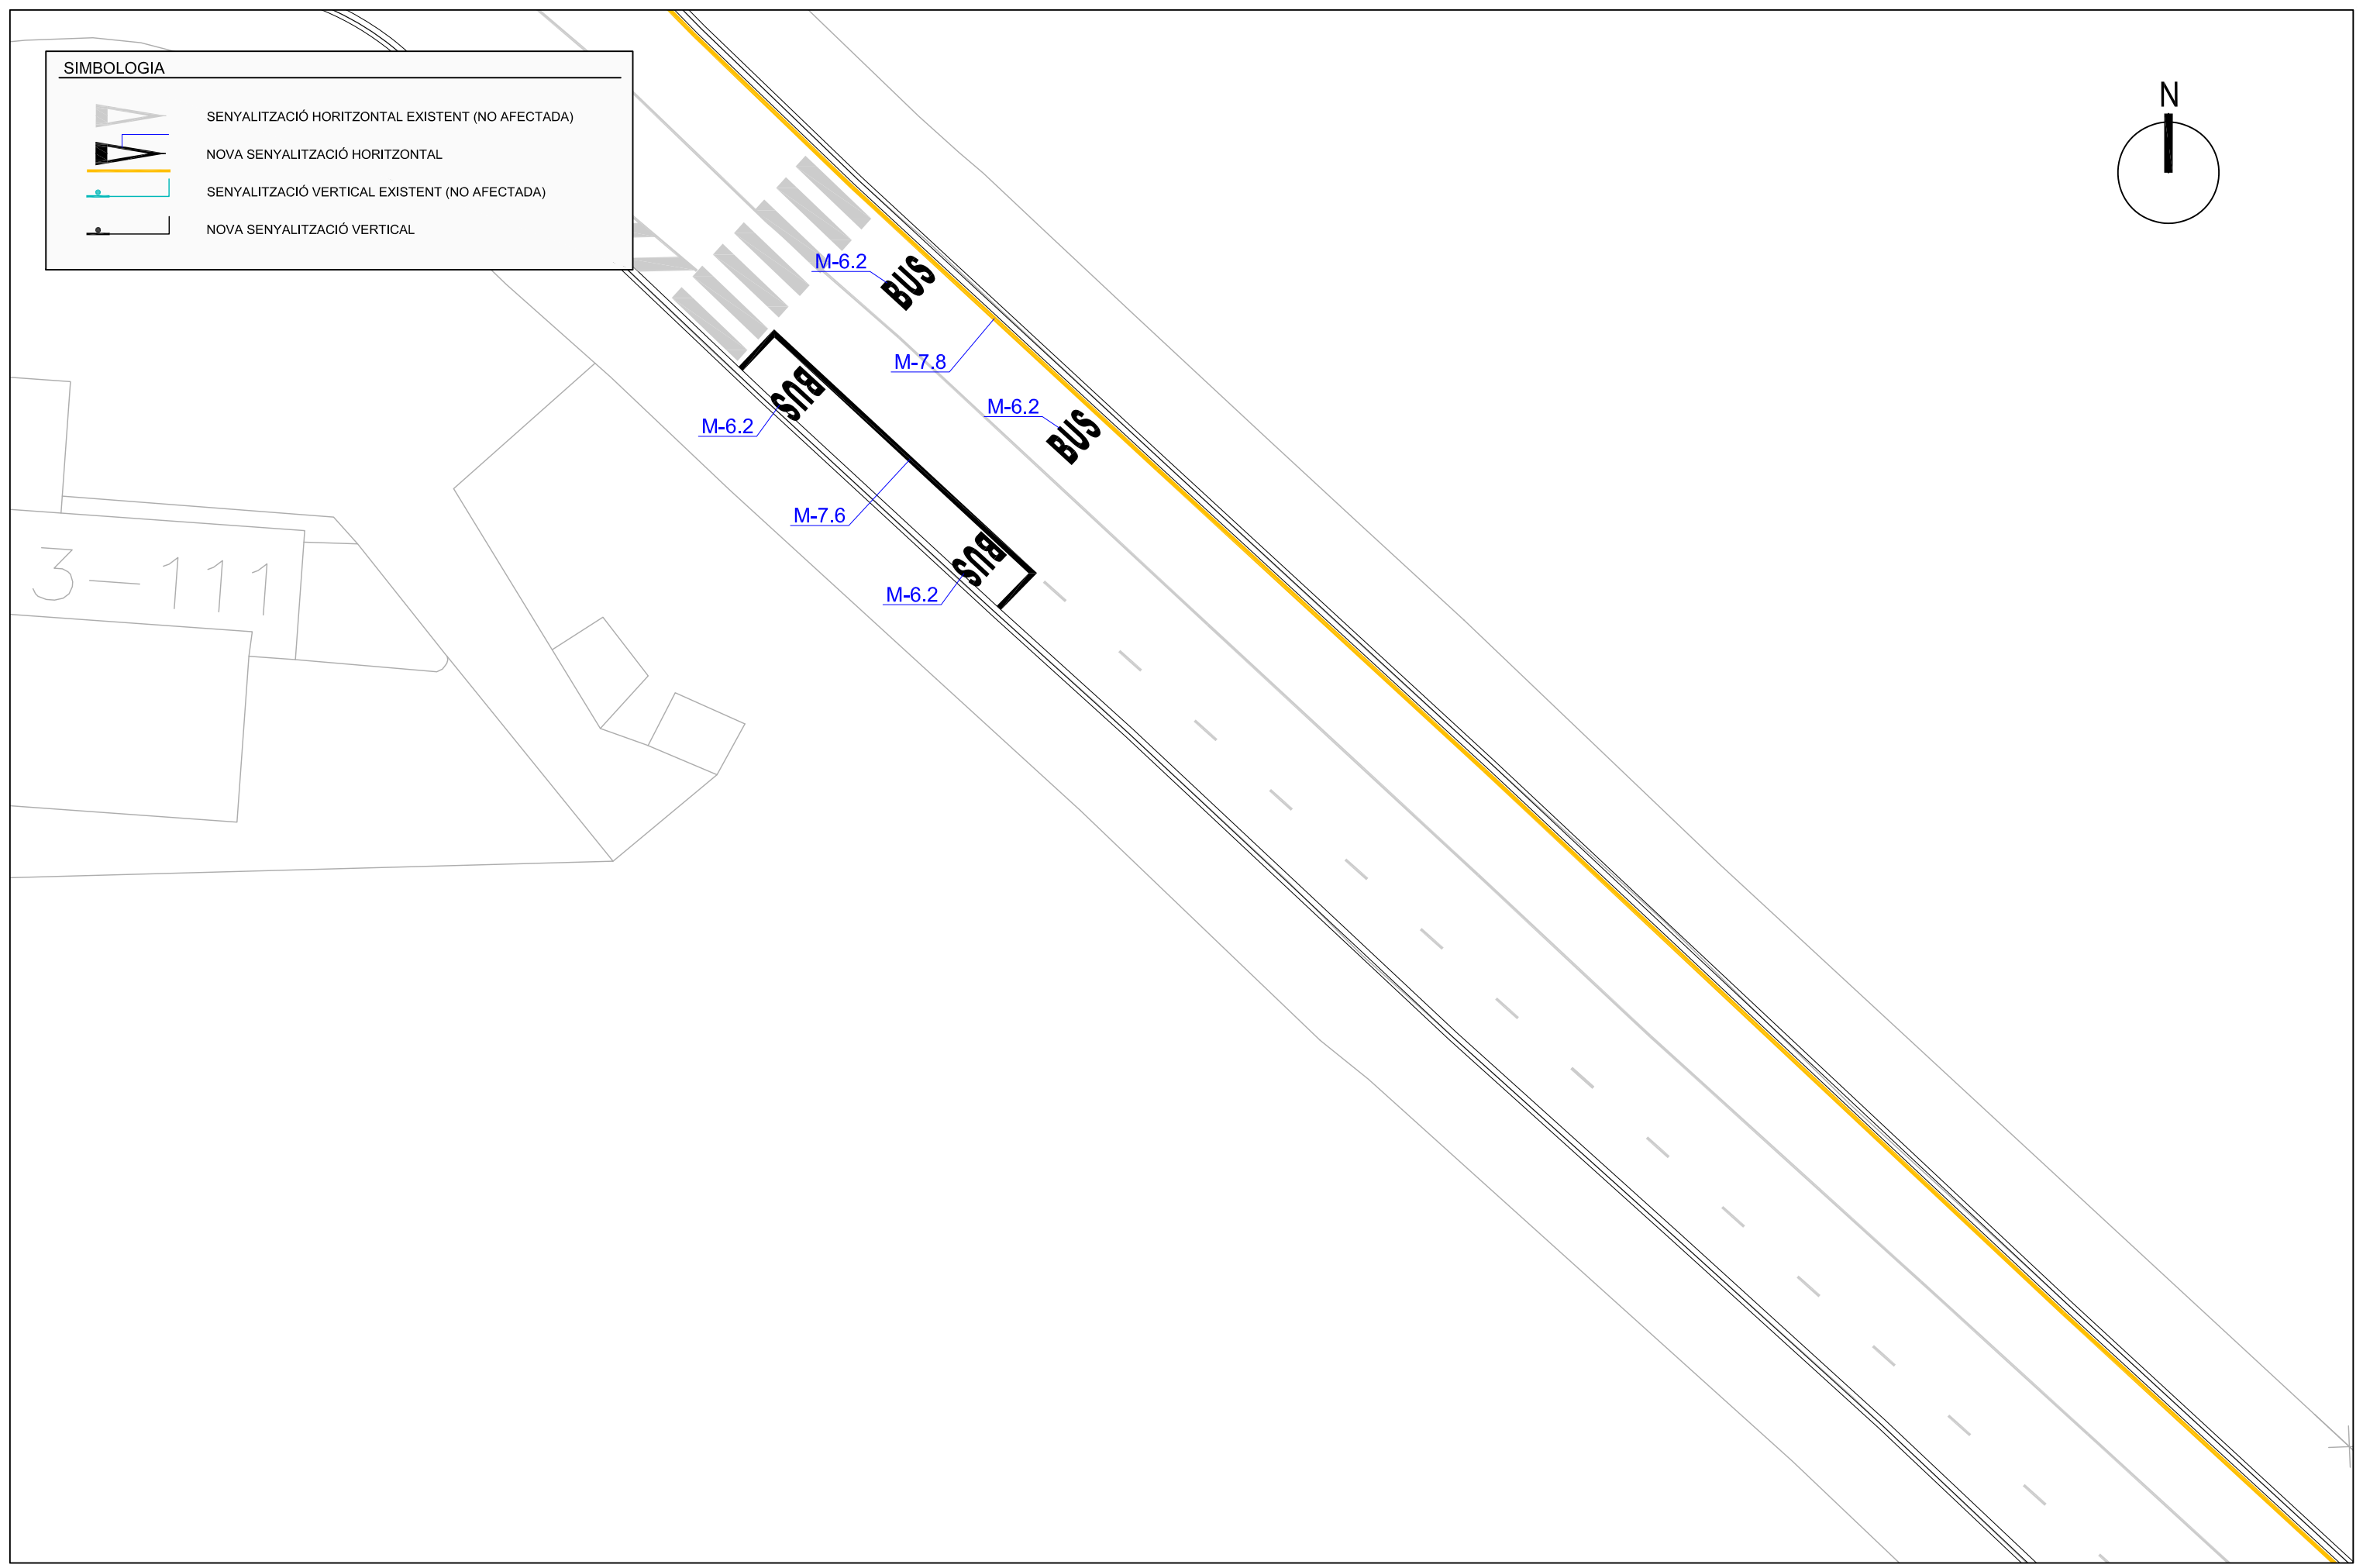 SIMBOLOGIA
SENYALITZACIÓ HORITZONTAL EXISTENT (NO AFECTADA)
NOVA SENYALITZACIÓ HORITZONTAL
SENYALITZACIÓ VERTICAL EXISTENT (NO AFECTADA)
NOVA SENYALITZACIÓ VERTICAL
N
M-6.2
BUS
M-7.8
M-6.2
BUS
BUS
M-6.2
M-7.6
BUS
M-6.2
3-111